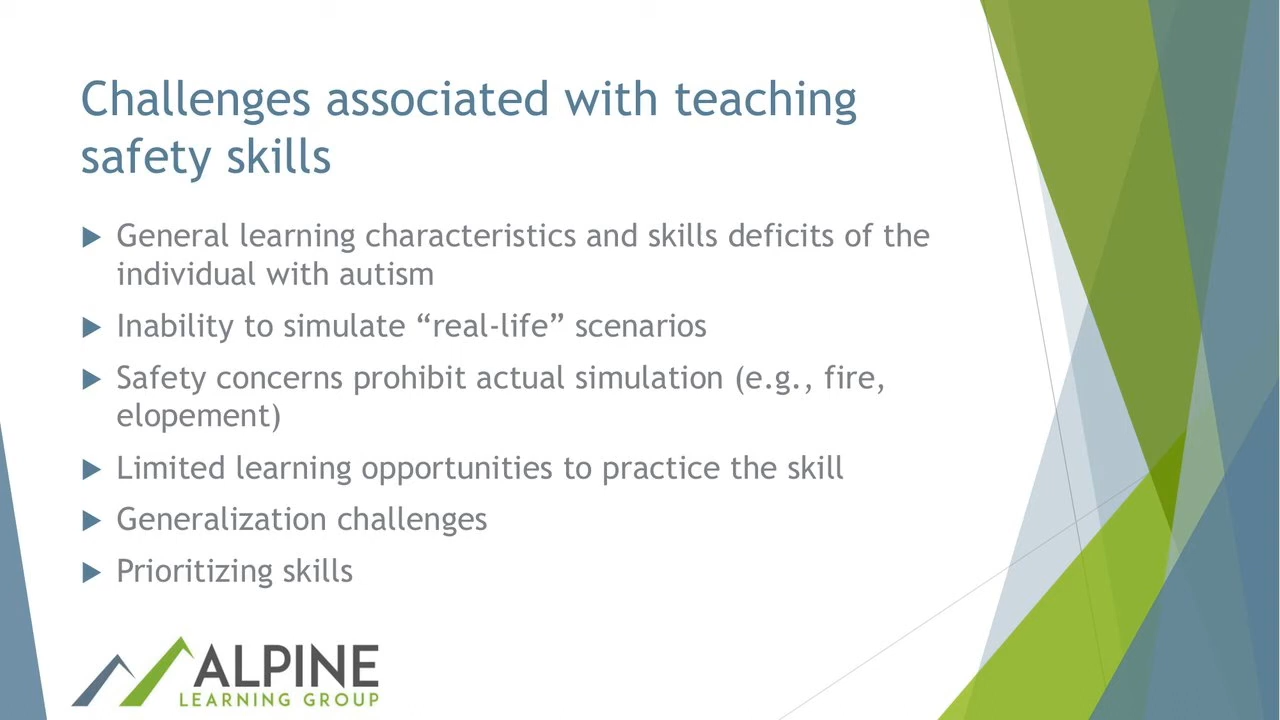 Challenges associated with teaching
safety skills
General learning characteristics and skills deficits of the
individual with autism
Inability to simulate “real-life” scenarios
Safety concerns prohibit actual simulation (e.g., fire,
elopement)
Limited learning opportunities to practice the skill
Generalization challenges
Prioritizing skills
ALPINE
LEARNING GROUP